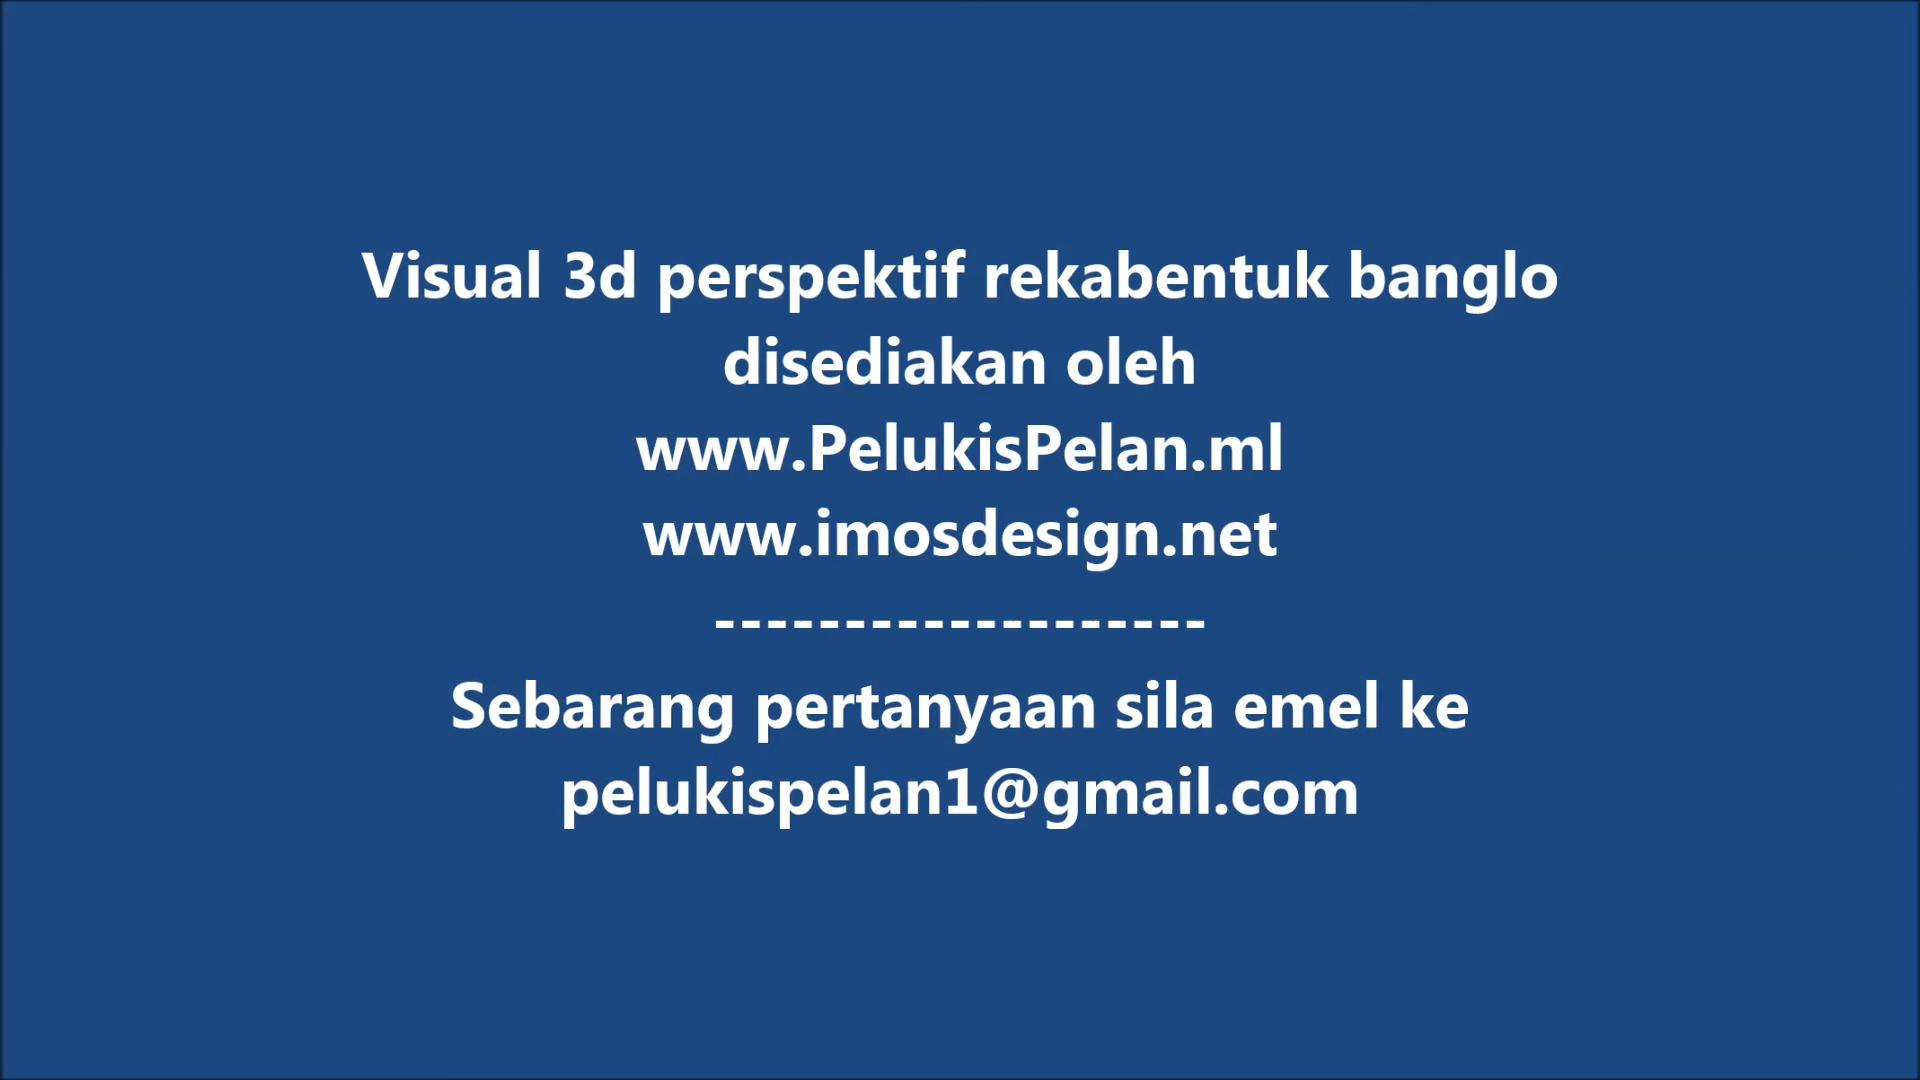 Visual 3d perspektif rekabentuk banglo
disediakan oleh
www.PelukisPelan.ml
www.imosdesign.net
-------------------
Sebarang pertanyaan sila emel ke
pelukispelan1@gmail.com